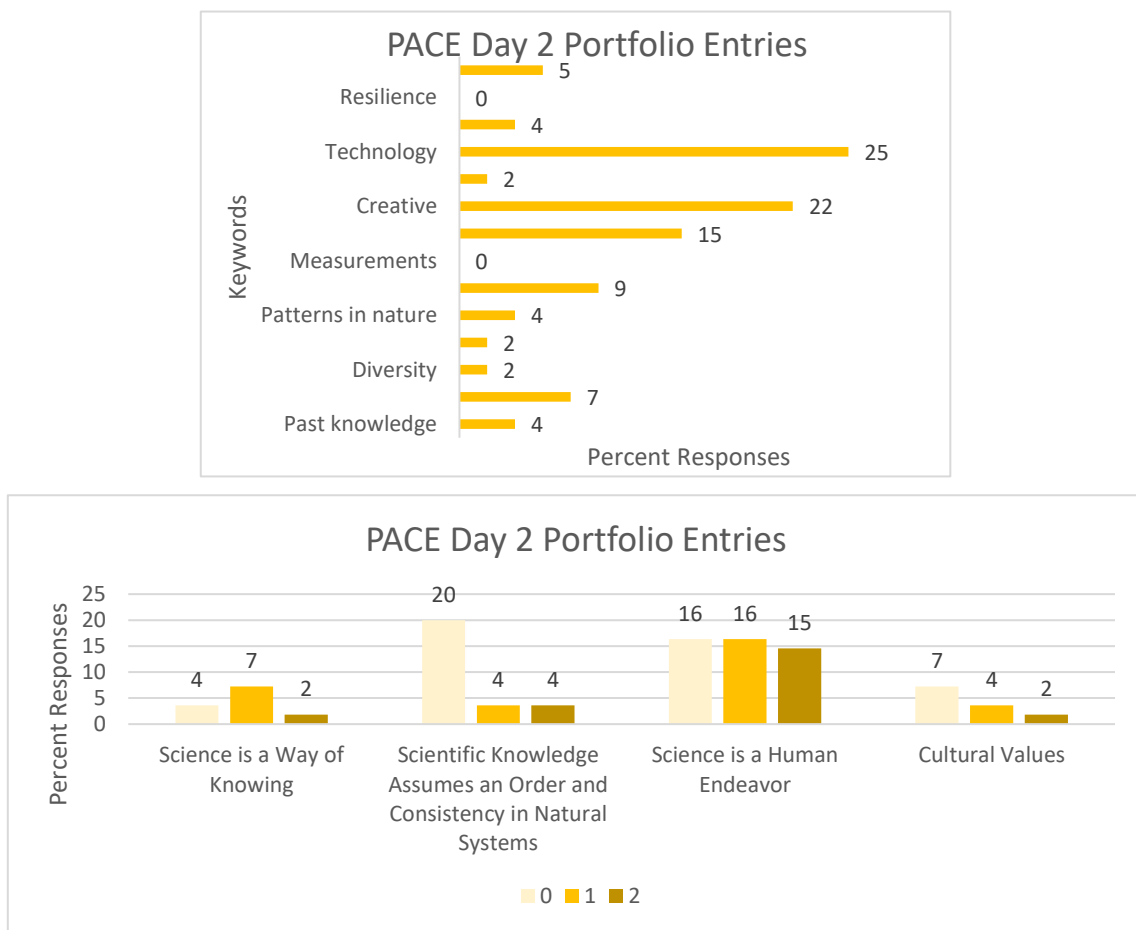 PACE Day 2 Portfolio Entries
5
Resilience 0
4
Technology 25
2
Creative 22
15
Measurements 0
9
Patterns in nature 4
2
Diversity 2
7
Past knowledge 4
Keywords
Percent Responses
PACE Day 2 Portfolio Entries
Percent Responses
25
20
15
10
5
0
4 7 2
20 4 4
16 16 15
7 4 2
Science is a Way of
Knowing
Scientific Knowledge
Assumes an Order and
Consistency in Natural
Systems
Science is a Human
Endeavor
Cultural Values
0 1 2